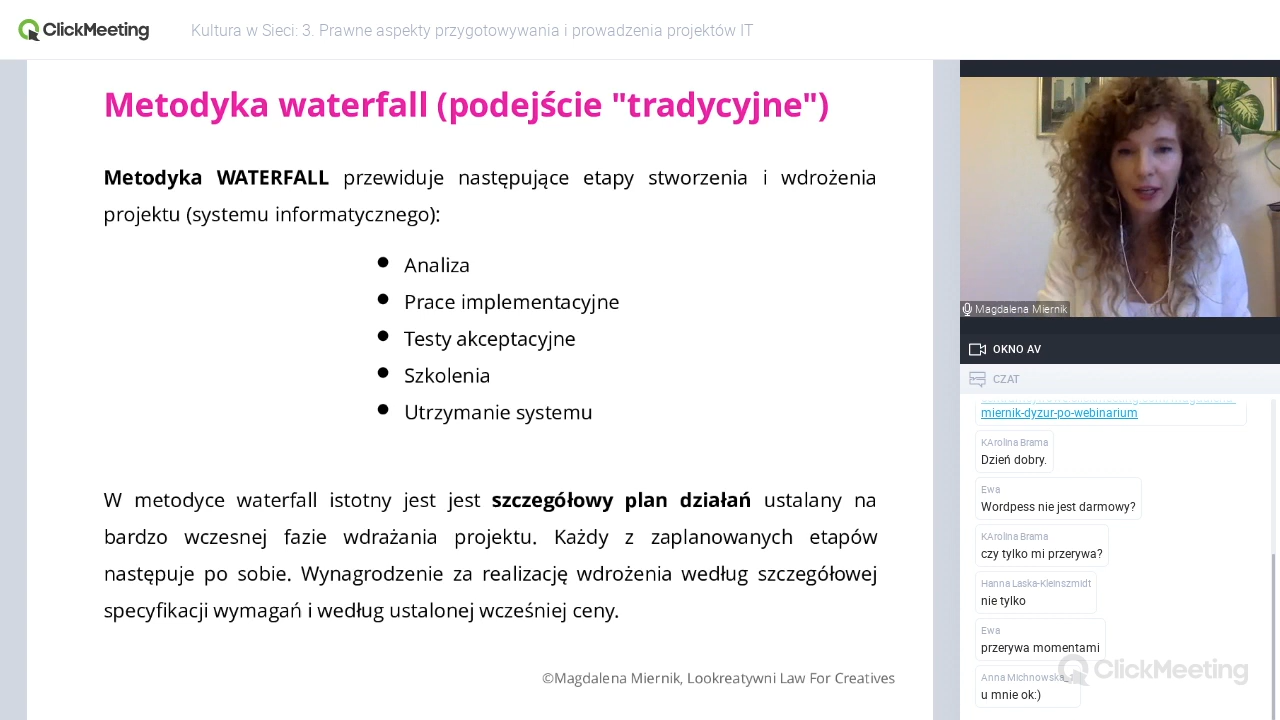 ClickMeeting
Kultura w Sieci: 3. Prawne aspekty przygotowywania i prowadzenia projektów IT
Metodyka waterfall (podejście "tradycyjne")
Metodyka WATERFALL przewiduje następujące etapy stworzenia i wdrożenia
projektu (systemu informatycznego):
Analiza
Prace implementacyjne
Testy akceptacyjne
Szkolenia
Utrzymanie systemu
W metodyce waterfall istotny jest jest szczegółowy plan działań ustalany na
bardzo wczesnej fazie wdrażania projektu. Każdy z zaplanowanych etapów
następuje po sobie. Wynagrodzenie za realizację wdrożenia według szczegółowej
specyfikacji wymagań i według ustalonej wcześniej ceny.
©Magdalena Miernik, Lookreatywni Law For Creatives
Magdalena Miernik
OKNO AV
CZAT
miernik-dyzur-po-webinarium
KArolina Brama
Dzień dobry.
Ewa
Wordpess nie jest darmowy?
KArolina Brama
czy tylko mi przerywa?
Hanna Laska-Kleinszmidt
nie tylko
Ewa
przerywa momentami
Anna Michnowska_
u mnie ok:)
ClickMeeting